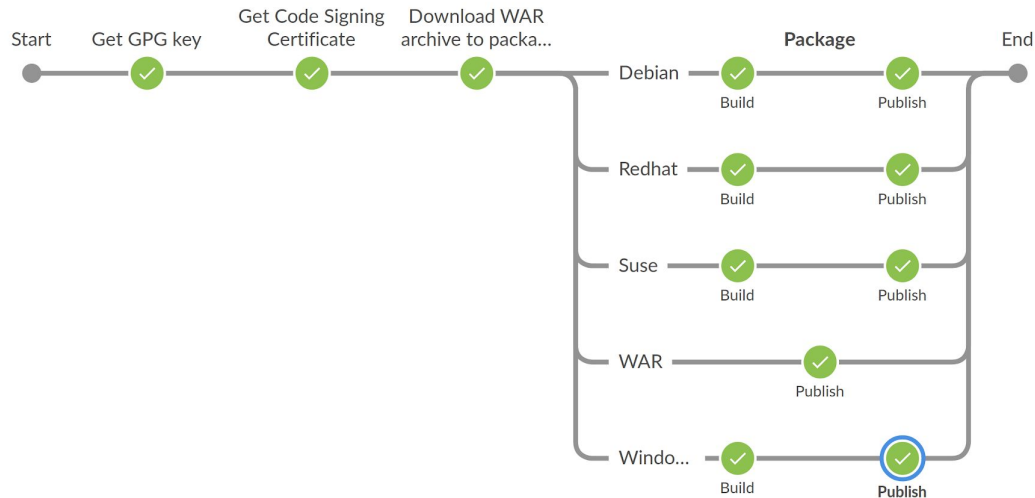 Start
Get GPG key
Get Code Signing
Certificate
Download WAR
archive to packa...
Package
End
Debian
Build
Publish
Redhat
Build
Publish
Suse
Build
Publish
WAR
Publish
Windo...
Build
Publish